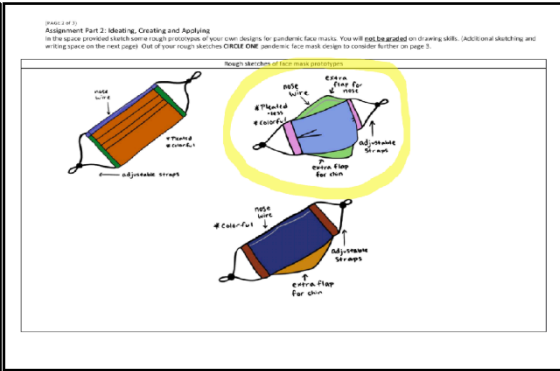 (PAGE 2 of 3)
Assignment Part 2: Ideating, Creating and Applying
In the space provided sketch some rough prototypes of your own designs for pandemic face masks. You will not be graded on drawing skills. (Additional sketching and
writing space on the next page) Out of your rough sketches CIRCLE ONE pandemic face mask design to consider further on page 3.
Rough sketches of face mask prototypes
nose
wire
* Pleated
* colorful
adjustable straps
nose
wire
extra
flap for
nose
* Pleated
-less
* colorful
adjustable
straps
extra flap
for chin
nose
wire
* Colorful
adjustable
straps
extra flap
for chin